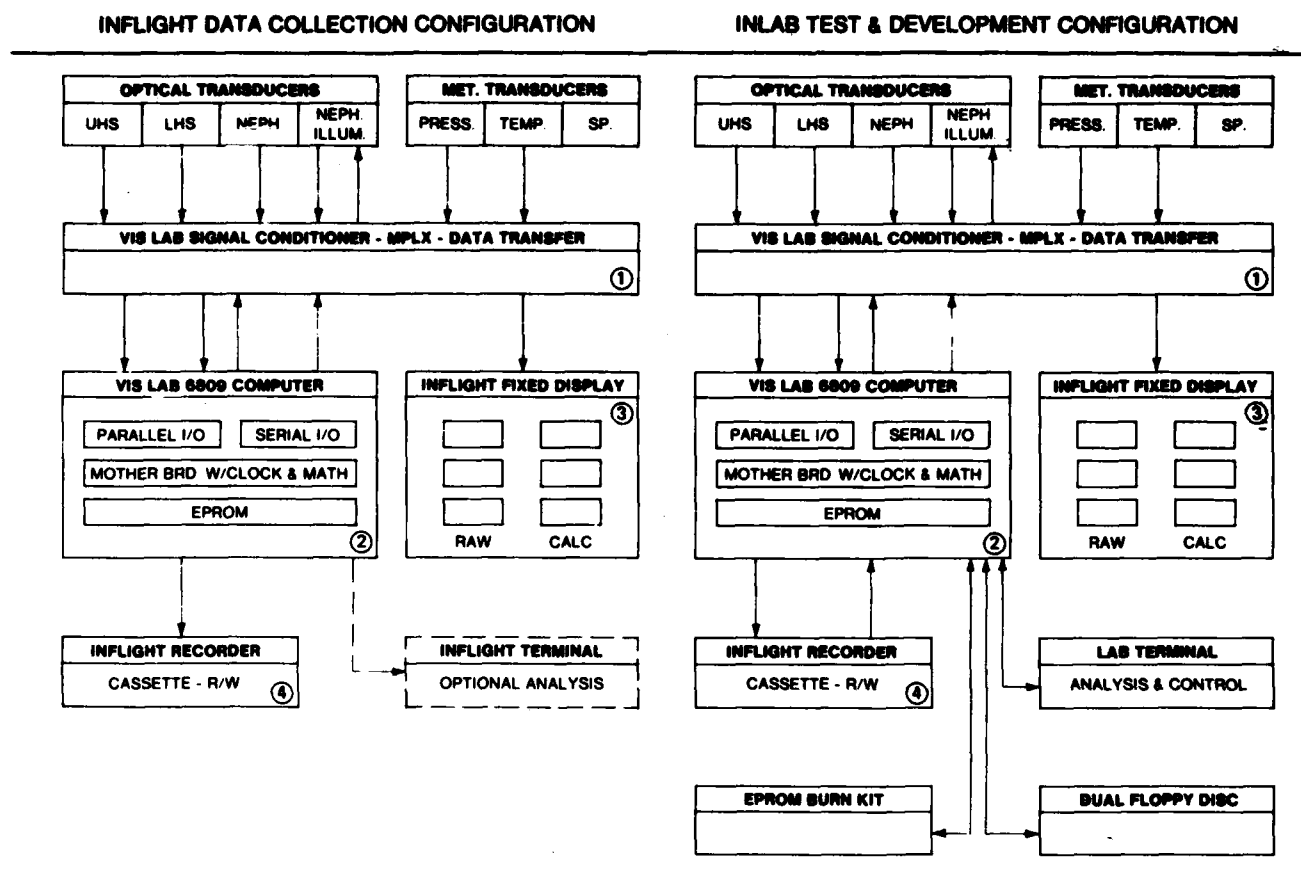 INFLIGHT DATA COLLECTION CONFIGURATION
OPTICAL TRANSDUCERS
UHS LHS NEPH NEPH. ILLUM.
MET. TRANSDUCERS
PRESS. TEMP. SP.
VIS LAB SIGNAL CONDITIONER - MPLX - DATA TRANSFER
1
VIS LAB 6809 COMPUTER
PARALLEL I/O SERIAL I/O
MOTHER BRD W/CLOCK & MATH
EPROM
2
INFLIGHT FIXED DISPLAY
3
RAW CALC
INFLIGHT RECORDER
CASSETTE - R/W
4
INFLIGHT TERMINAL
OPTIONAL ANALYSIS
INLAB TEST & DEVELOPMENT CONFIGURATION
OPTICAL TRANSDUCERS
UHS LHS NEPH NEPH ILLUM.
MET. TRANSDUCERS
PRESS. TEMP. SP.
VIS LAB SIGNAL CONDITIONER - MPLX - DATA TRANSFER
1
VIS LAB 6809 COMPUTER
PARALLEL I/O SERIAL I/O
MOTHER BRD W/CLOCK & MATH
EPROM
2
INFLIGHT FIXED DISPLAY
3
RAW CALC
INFLIGHT RECORDER
CASSETTE - R/W
4
LAB TERMINAL
ANALYSIS & CONTROL
EPROM BURN KIT
DUAL FLOPPY DISC